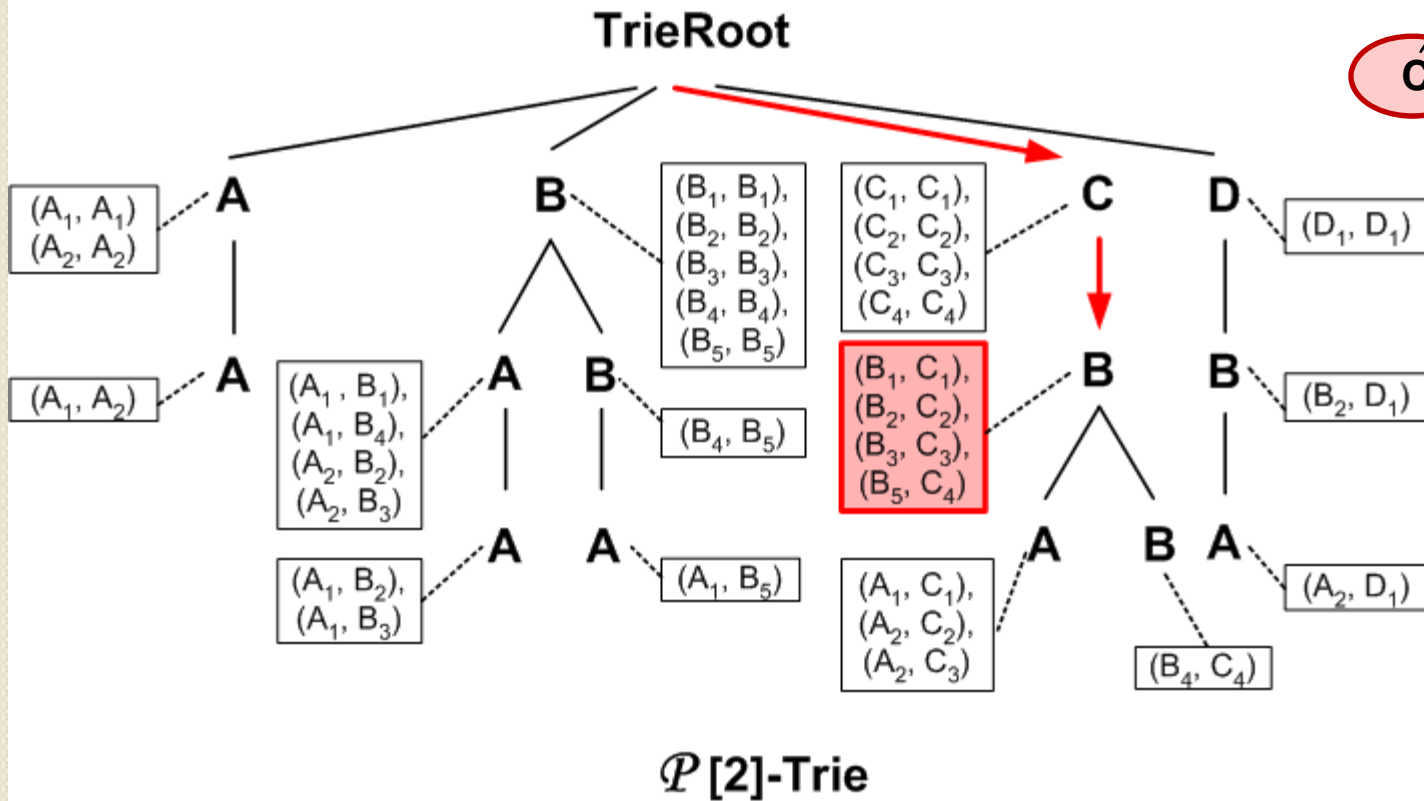 TrieRoot
A
B
C
D
(A₁, A₁)
(A₂, A₂)
(B₁, B₁),
(B₂, B₂),
(B₃, B₃),
(B₄, B₄),
(B₅, B₅)
(C₁, C₁),
(C₂, C₂),
(C₃, C₃),
(C₄, C₄)
(D₁, D₁)
A
A
B
B
B
(A₁, A₂)
(A₁, B₁),
(A₁, B₄),
(A₂, B₂),
(A₂, B₃)
(B₄, B₅)
(B₁, C₁),
(B₂, C₂),
(B₃, C₃),
(B₅, C₄)
(B₂, D₁)
A
A
A
B
A
(A₁, B₂),
(A₁, B₃)
(A₁, B₅)
(A₁, C₁),
(A₂, C₂),
(A₂, C₃)
(B₄, C₄)
(A₂, D₁)
𝒫 [2]-Trie